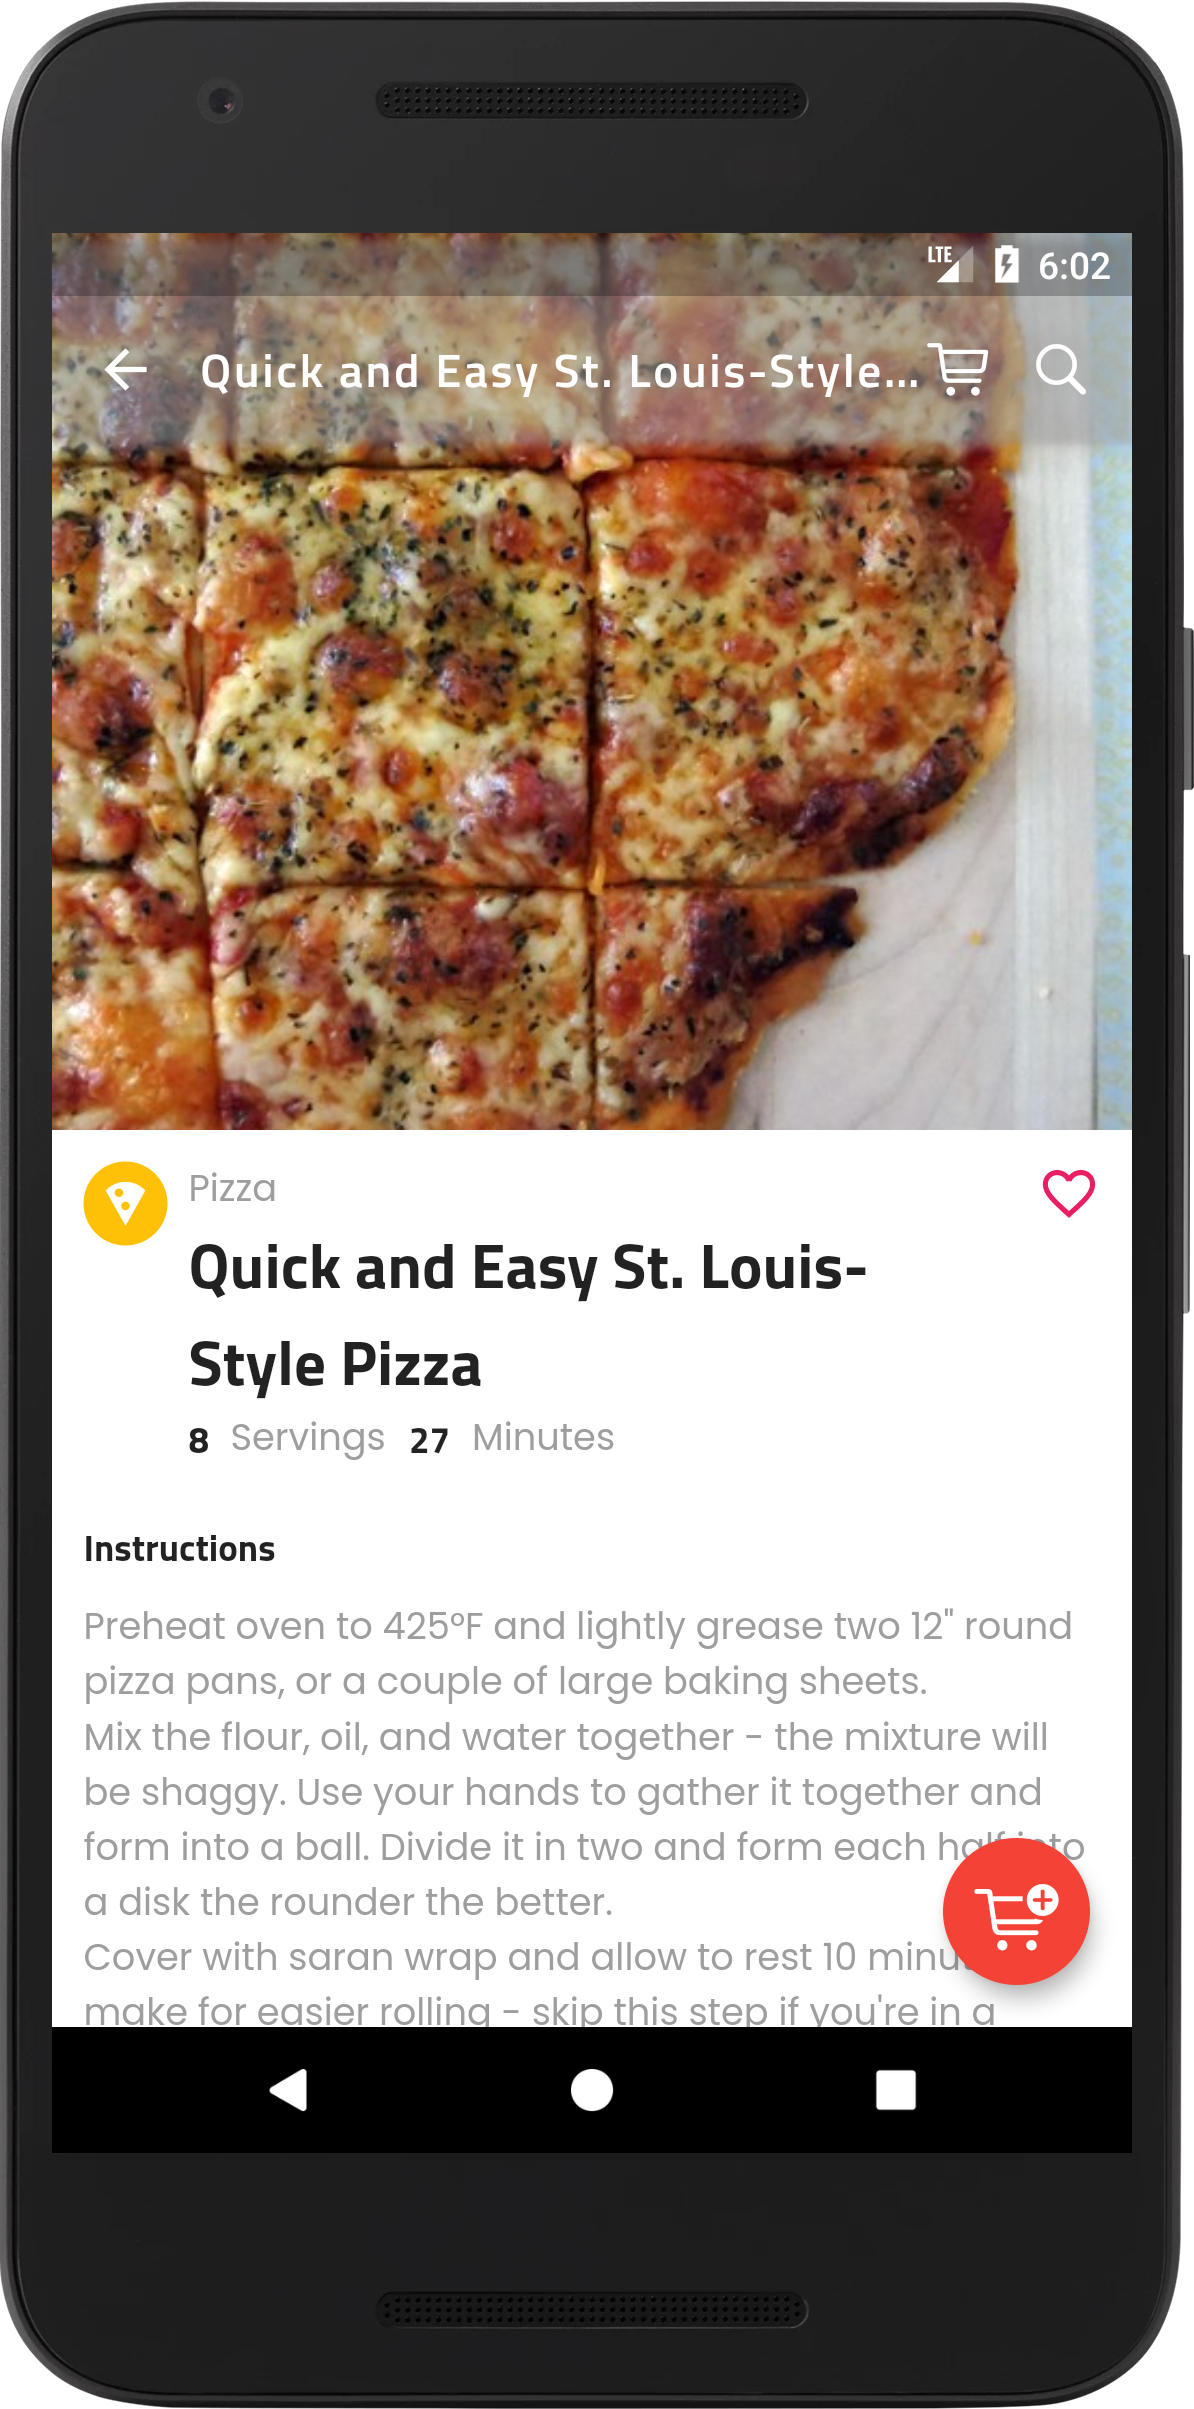 LTE 6:02
Quick and Easy St. Louis-Style...
Pizza
Quick and Easy St. Louis-
Style Pizza
8 Servings 27 Minutes
Instructions
Preheat oven to 425°F and lightly grease two 12" round
pizza pans, or a couple of large baking sheets.
Mix the flour, oil, and water together - the mixture will
be shaggy. Use your hands to gather it together and
form into a ball. Divide it in two and form each half into
a disk the rounder the better.
Cover with saran wrap and allow to rest 10
make for easier rolling - skip this step if you're in a